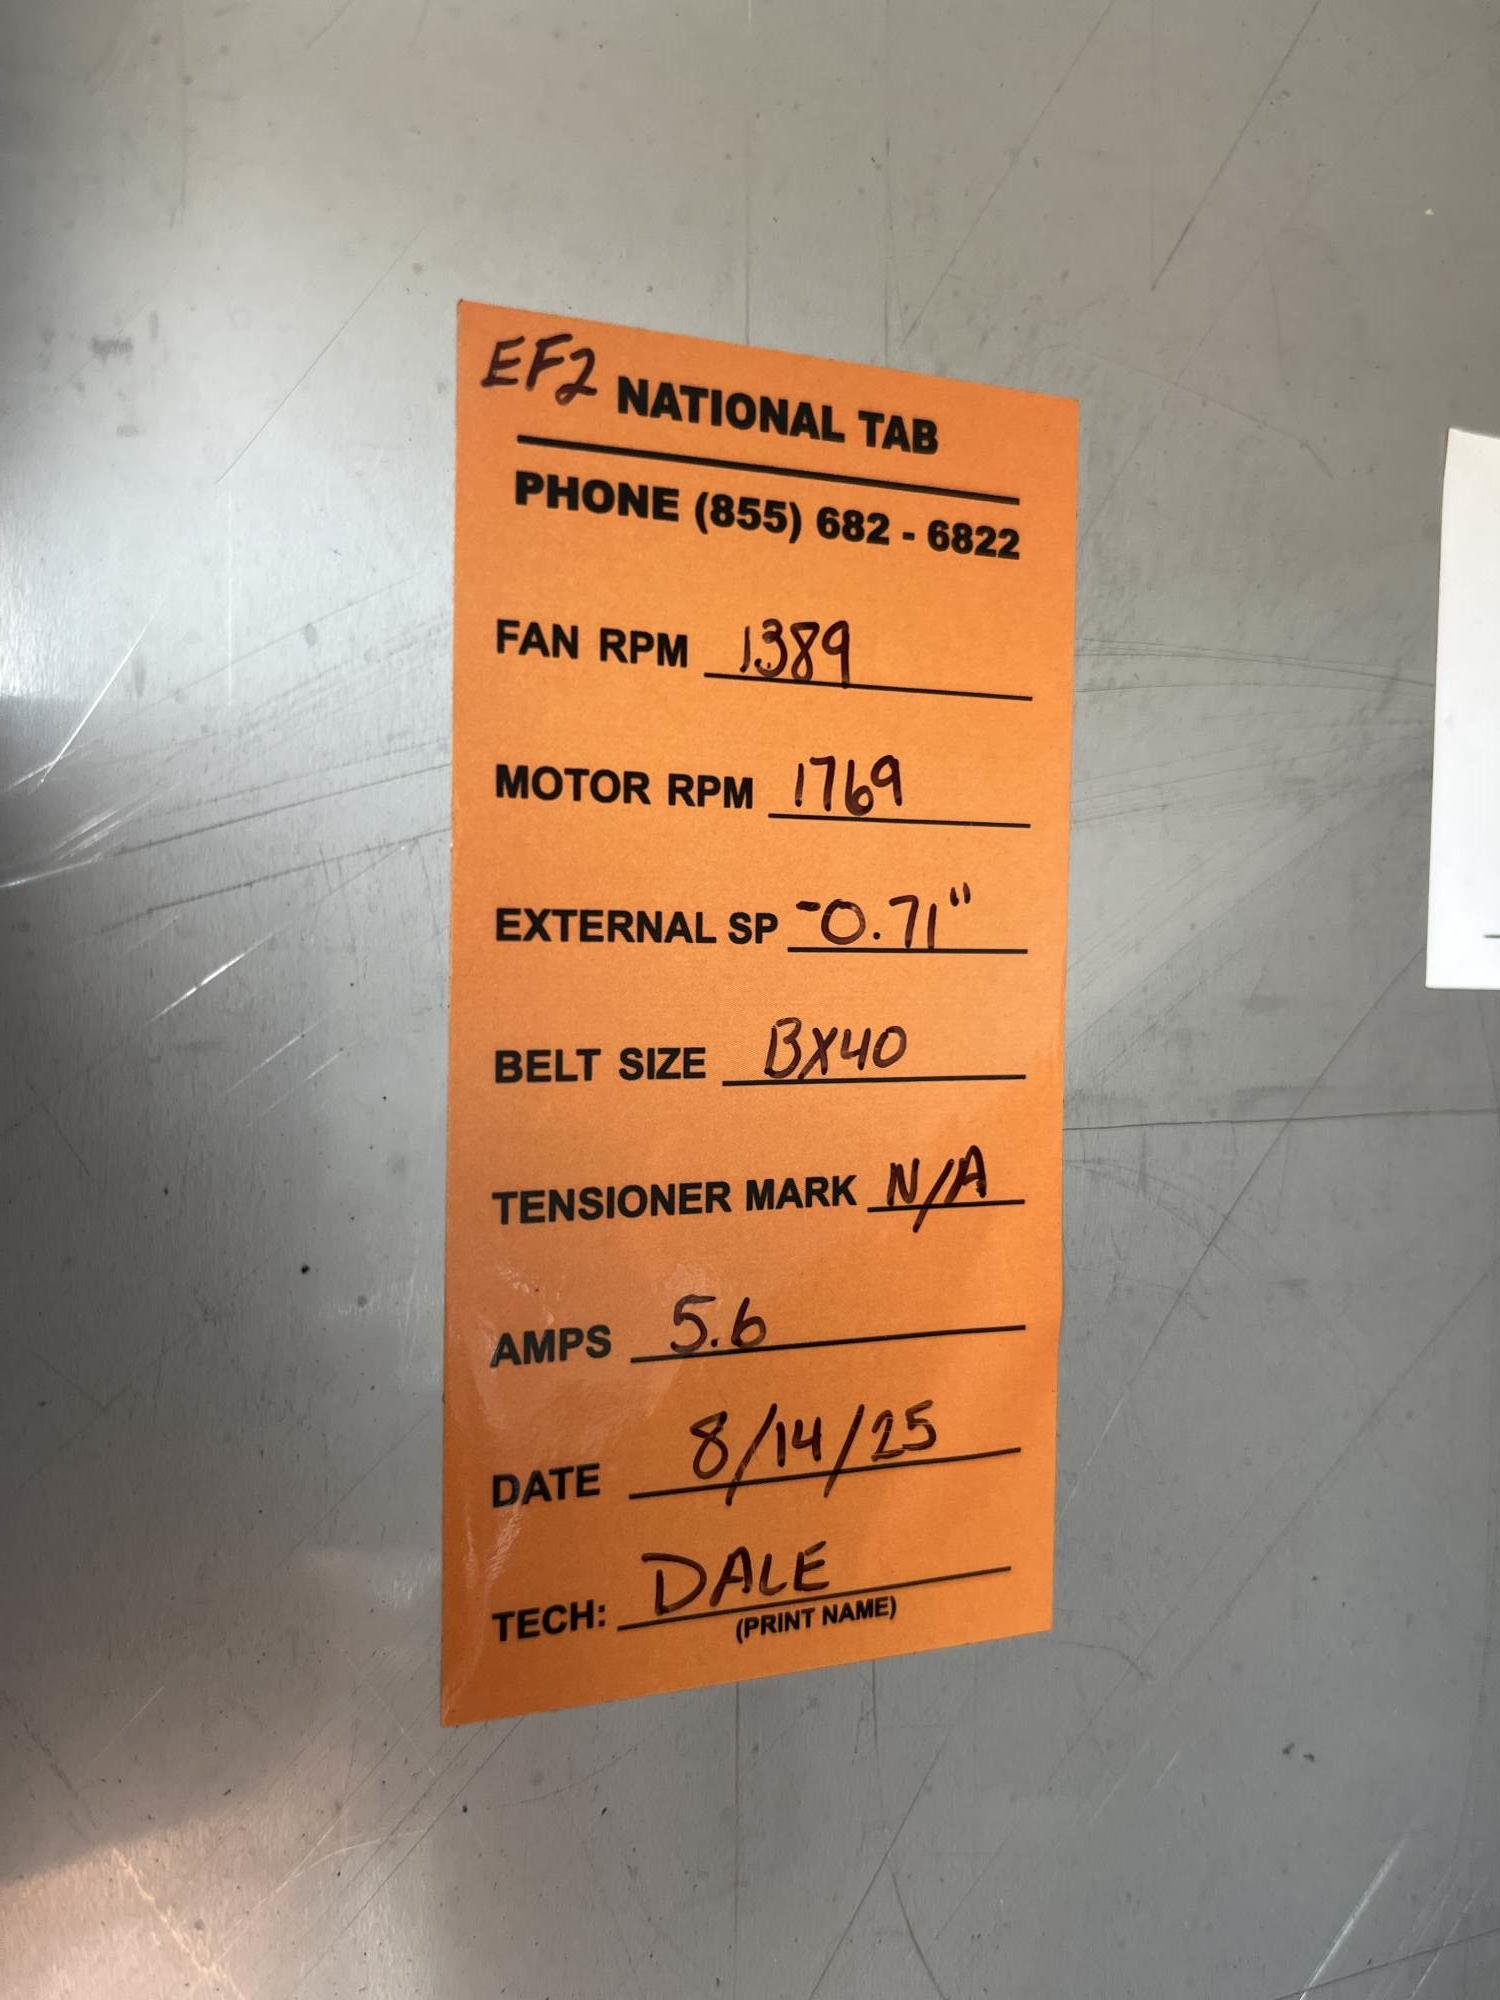 EF2 NATIONAL TAB
PHONE (855) 682 - 6822
FAN RPM 1389
MOTOR RPM 1769
EXTERNAL SP -0.71"
BELT SIZE BX40
TENSIONER MARK N/A
AMPS 5.6
DATE 8/14/25
TECH: DALE
(PRINT NAME)